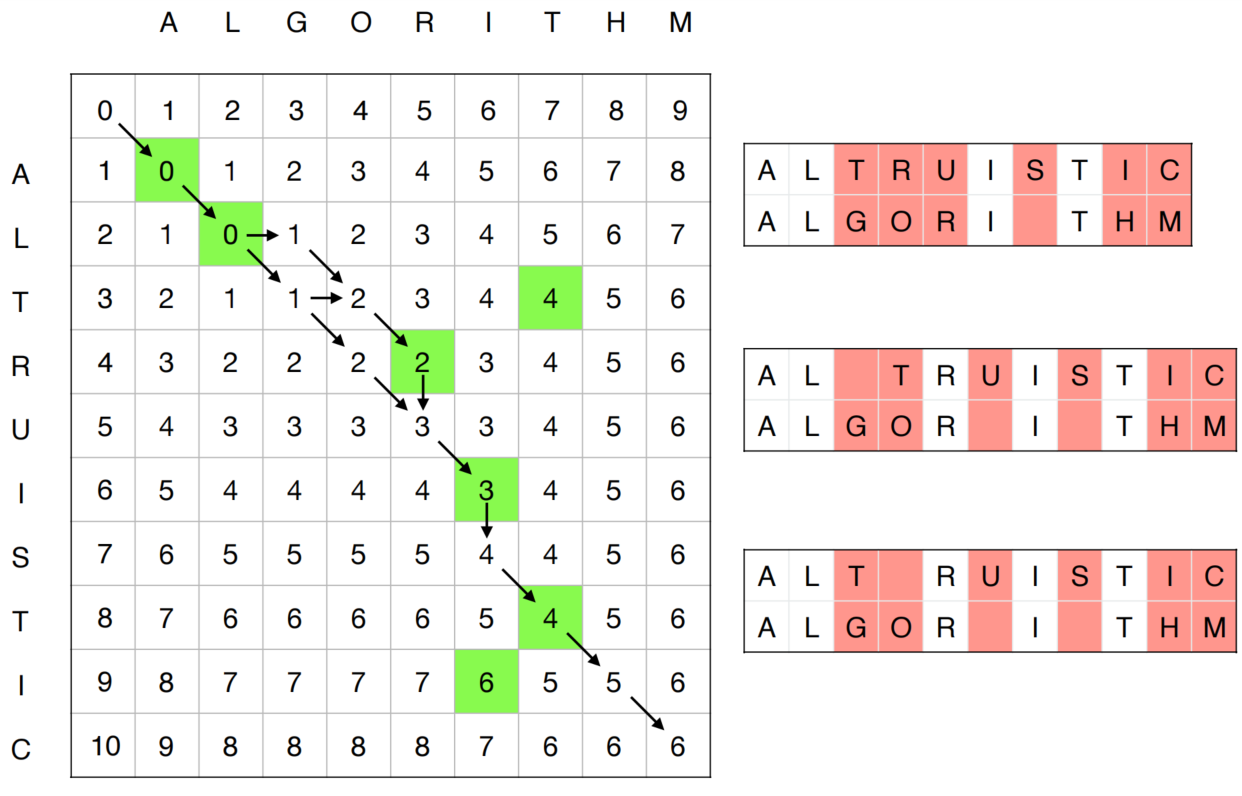 A L G O R I T H M
0 1 2 3 4 5 6 7 8 9
A 1 0 1 2 3 4 5 6 7 8
L 2 1 0 1 2 3 4 5 6 7
T 3 2 1 1 2 3 4 4 5 6
R 4 3 2 2 2 2 3 4 5 6
U 5 4 3 3 3 3 3 4 5 6
I 6 5 4 4 4 4 3 4 5 6
S 7 6 5 5 5 5 4 4 5 6
T 8 7 6 6 6 6 5 4 5 6
I 9 8 7 7 7 7 6 5 5 6
C 10 9 8 8 8 8 7 6 6 6
A L T R U I S T I C
A L G O R I T H M
A L T R U I S T I C
A L G O R I T H M
A L T R U I S T I C
A L G O R I T H M